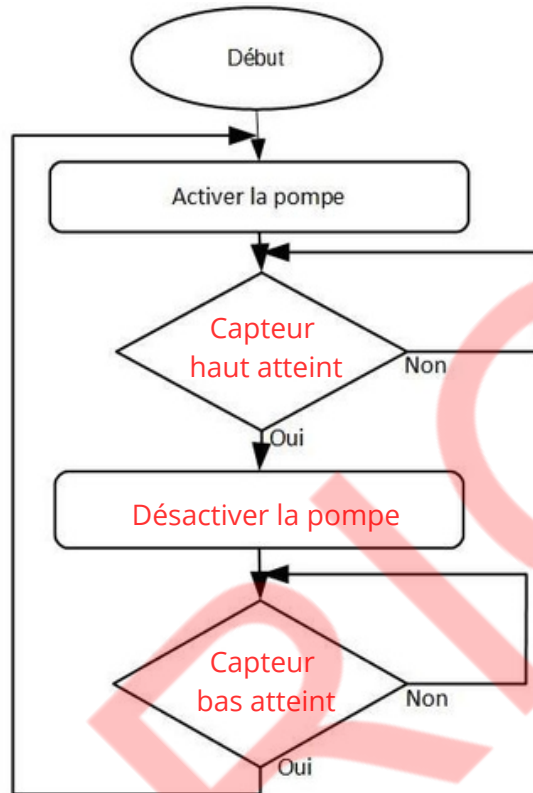 Début
Activer la pompe
Capteur
haut atteint
Non
Oui
Désactiver la pompe
Capteur
bas atteint
Non
Oui